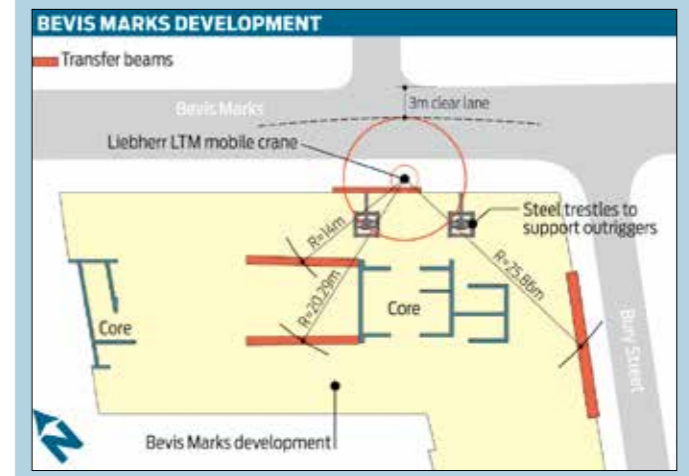 BEVIS MARKS DEVELOPMENT
Transfer beams
Bevis Marks
3m clear lane
Liebherr LTM mobile crane
Steel trestles to
support outriggers
R=14m
R=20.29m
R=25.86m
Core
Core
Bury Street
Bevis Marks development
N